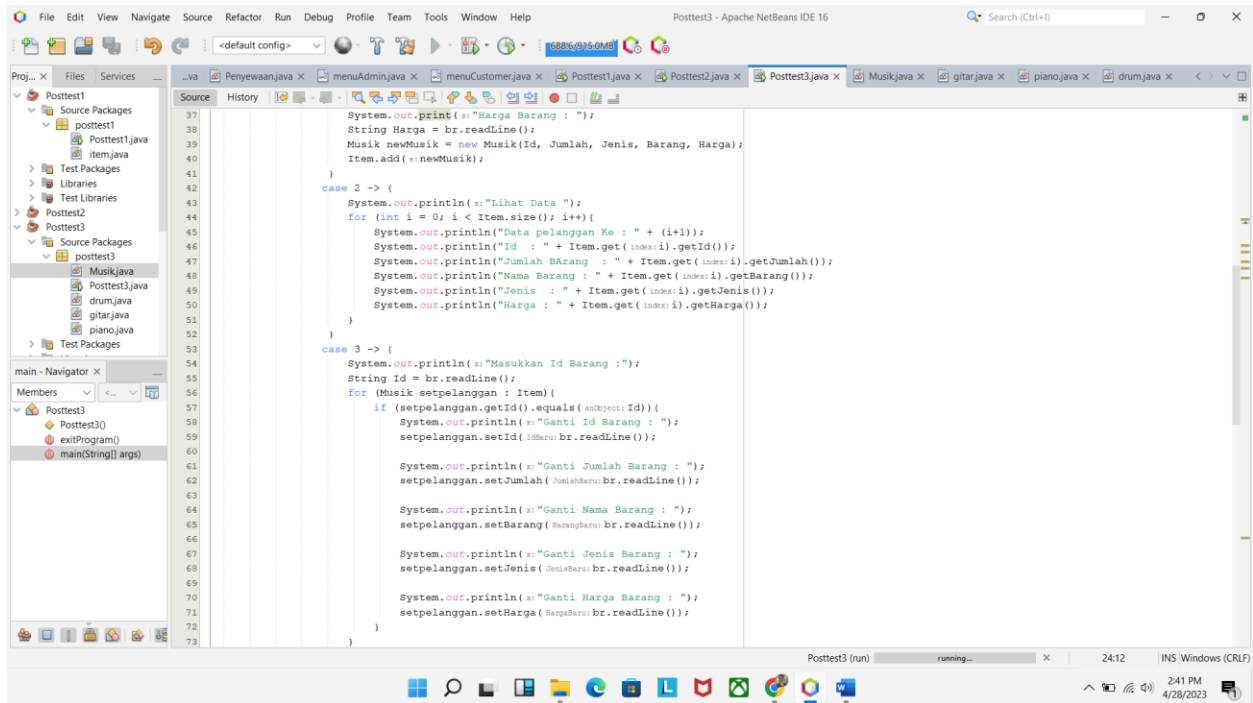 File Edit View Navigate Source Refactor Run Debug Profile Team Tools Window Help Posttest3 - Apache NetBeans IDE 16 Search (Ctrl+I)
<default config> 688.6/915.0MB
Proj... × Files Services
...va Penyewaan.java × menuAdmin.java × menuCustomer.java × Posttest1.java × Posttest2.java × Posttest3.java × Musik.java × gitar.java × piano.java × drum.java ×
Posttest1
Source Packages
posttest1
Posttest1.java
item.java
Test Packages
Libraries
Test Libraries
Posttest2
Posttest3
Source Packages
posttest3
Musik.java
Posttest3.java
drum.java
gitar.java
piano.java
Test Packages
main - Navigator ×
Members <...
Posttest3
Posttest3()
exitProgram()
main(String[] args)
Source History
37 System.out.print(s:"Harga Barang : ");
38 String Harga = br.readLine();
39 Musik newMusik = new Musik(Id, Jumlah, Jenis, Barang, Harga);
40 Item.add(e:newMusik);
41 }
42 case 2 -> {
43 System.out.println(x:"Lihat Data ");
44 for (int i = 0; i < Item.size(); i++){
45 System.out.println("Data pelanggan Ke : " + (i+1));
46 System.out.println("Id  : " + Item.get(index:i).getId());
47 System.out.println("Jumlah BArang  : " + Item.get(index:i).getJumlah());
48 System.out.println("Nama Barang : " + Item.get(index:i).getBarang());
49 System.out.println("Jenis  : " + Item.get(index:i).getJenis());
50 System.out.println("Harga : " + Item.get(index:i).getHarga());
51 }
52 }
53 case 3 -> {
54 System.out.println(x:"Masukkan Id Barang :");
55 String Id = br.readLine();
56 for (Musik setpelanggan : Item){
57 if (setpelanggan.getId().equals(anObject:Id)){
58 System.out.println(x:"Ganti Id Barang : ");
59 setpelanggan.setId(IdBaru:br.readLine());
60
61 System.out.println(x:"Ganti Jumlah Barang : ");
62 setpelanggan.setJumlah(JumlahBaru:br.readLine());
63
64 System.out.println(x:"Ganti Nama Barang : ");
65 setpelanggan.setBarang(BarangBaru:br.readLine());
66
67 System.out.println(x:"Ganti Jenis Barang : ");
68 setpelanggan.setJenis(JenisBaru:br.readLine());
69
70 System.out.println(x:"Ganti Harga Barang : ");
71 setpelanggan.setHarga(HargaBaru:br.readLine());
72 }
73 }
Posttest3 (run) running... × 24:12 INS Windows (CRLF)
2:41 PM
4/28/2023